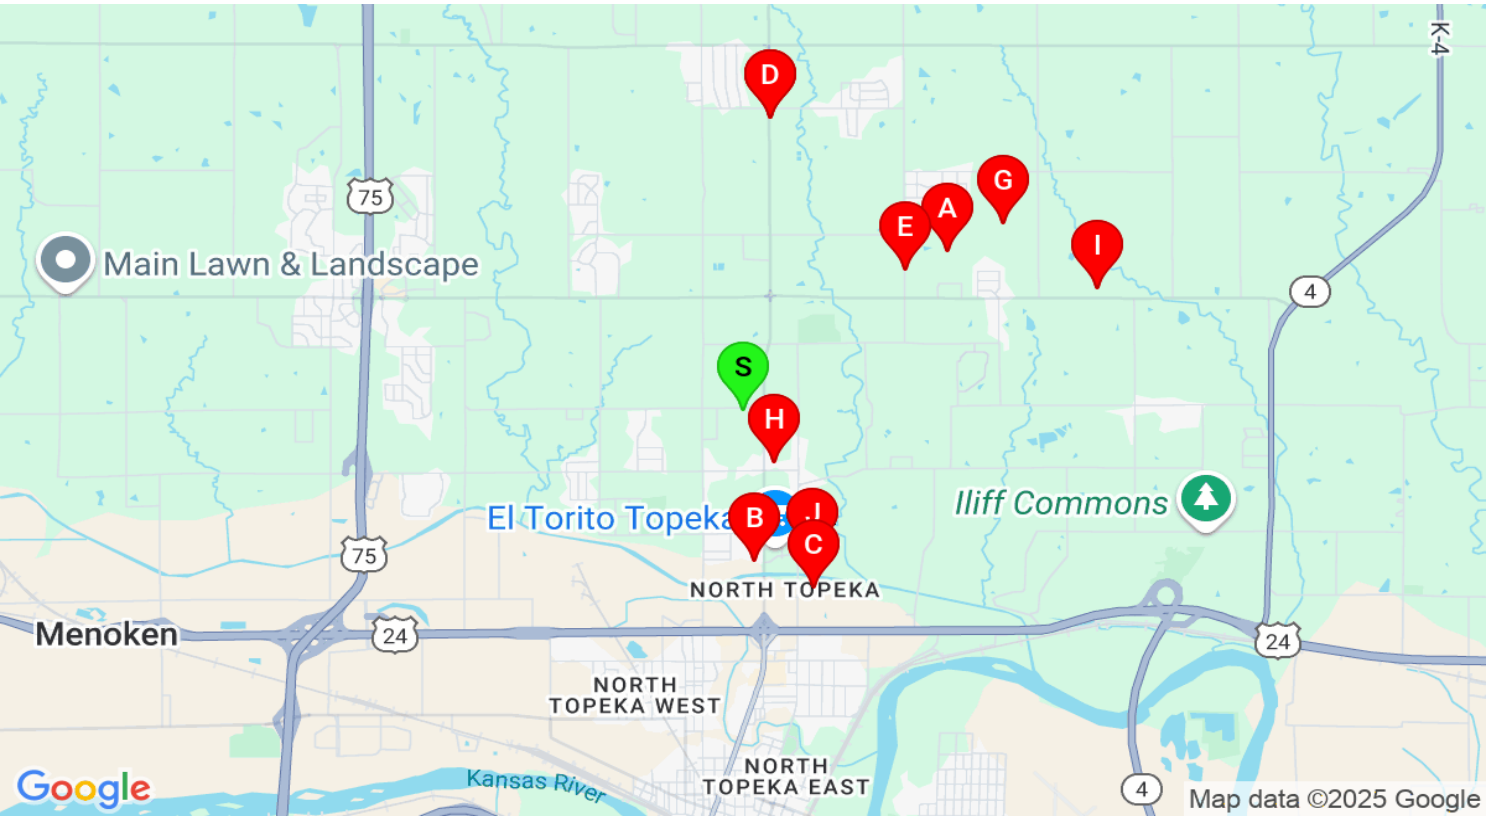 K-4
D
G
A
E
I
75
Main Lawn & Landscape
4
S
H
Iliff Commons
El Torito Topeka
B
J
C
75
NORTH TOPEKA
Menoken
24
24
NORTH
TOPEKA WEST
NORTH
TOPEKA EAST
Kansas River
Google
4
Map data ©2025 Google